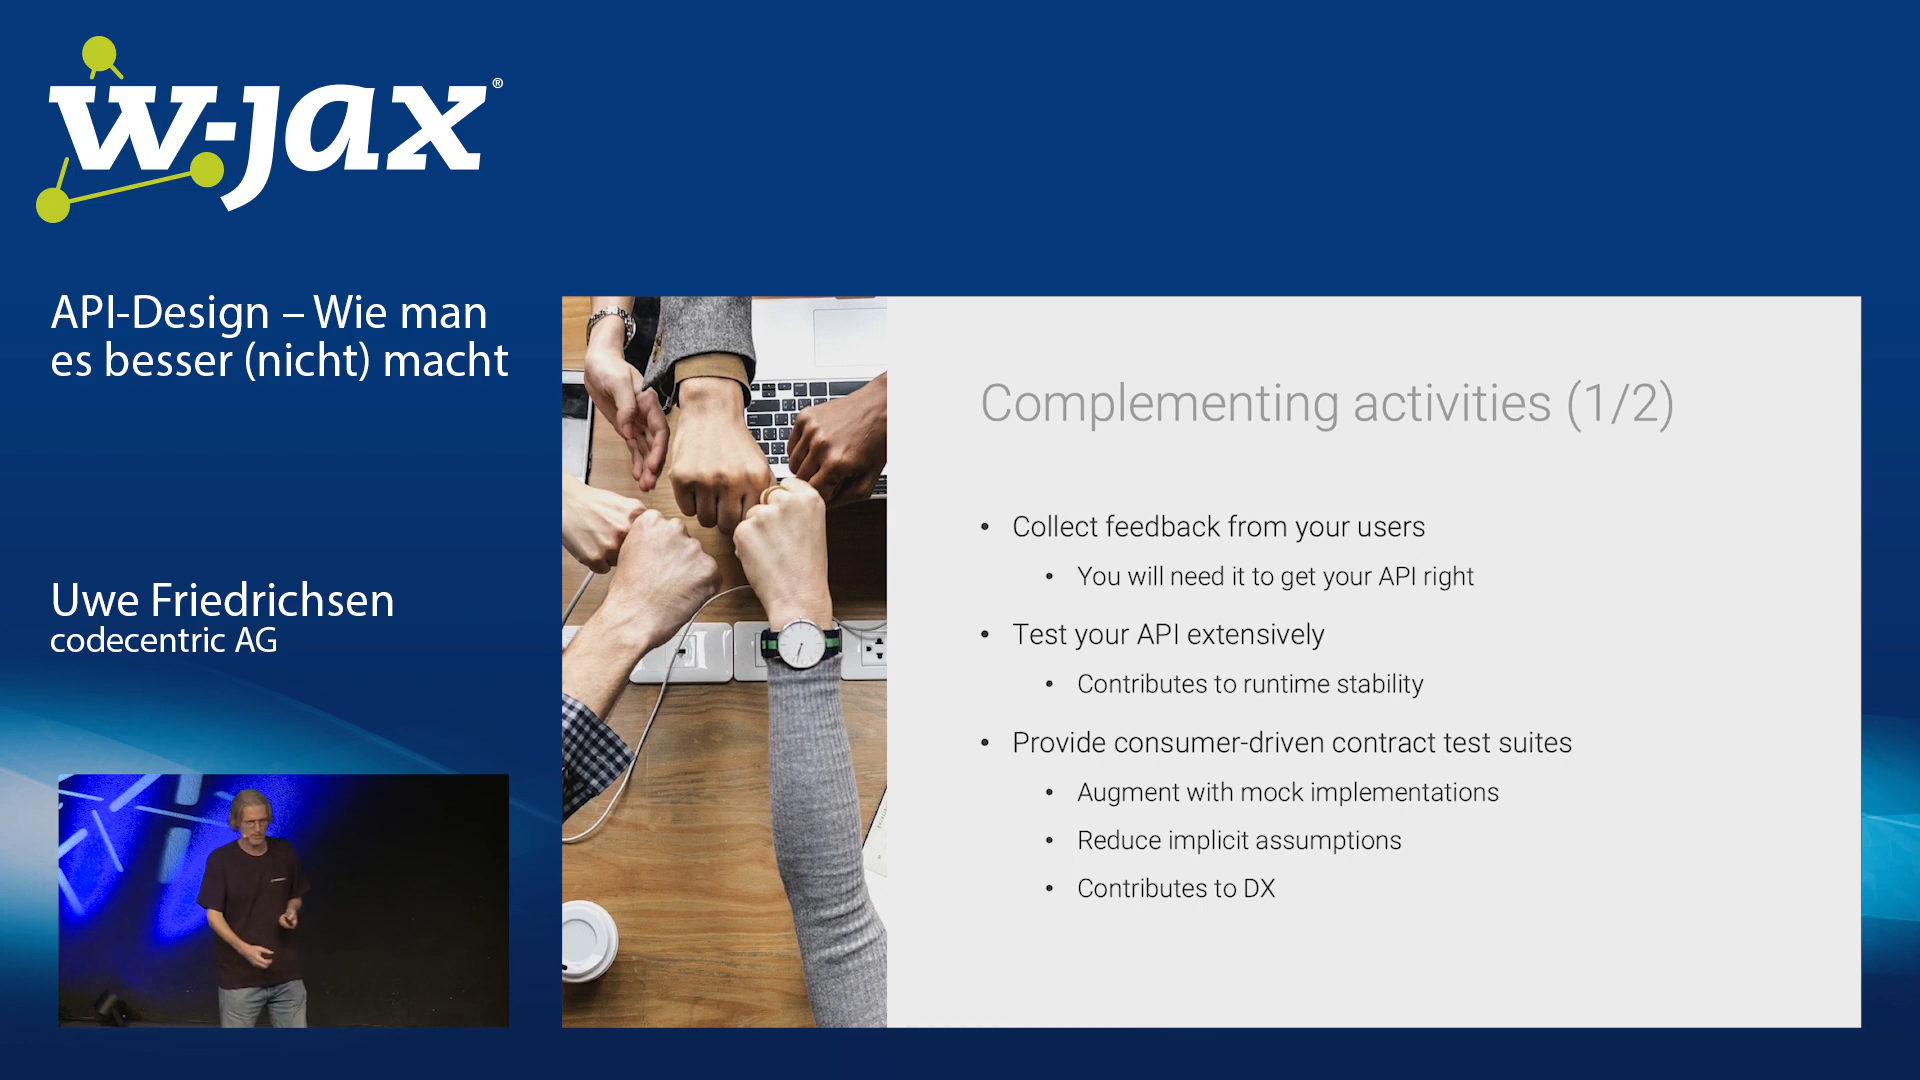 w-jax®
API-Design – Wie man
es besser (nicht) macht
Uwe Friedrichsen
codecentric AG
Complementing activities (1/2)
• Collect feedback from your users
• You will need it to get your API right
• Test your API extensively
• Contributes to runtime stability
• Provide consumer-driven contract test suites
• Augment with mock implementations
• Reduce implicit assumptions
• Contributes to DX